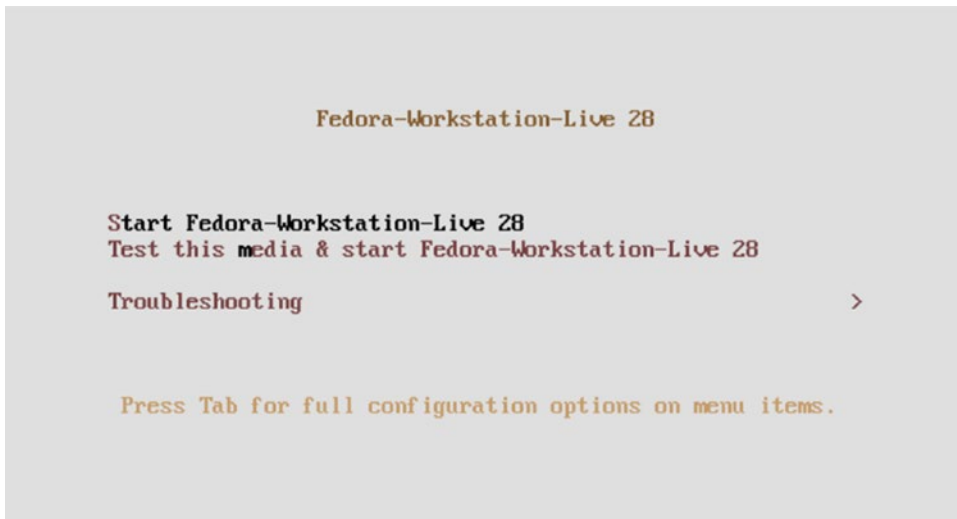 Fedora-Workstation-Live 28
Start Fedora-Workstation-Live 28
Test this media & start Fedora-Workstation-Live 28
Troubleshooting >
Press Tab for full configuration options on menu items.